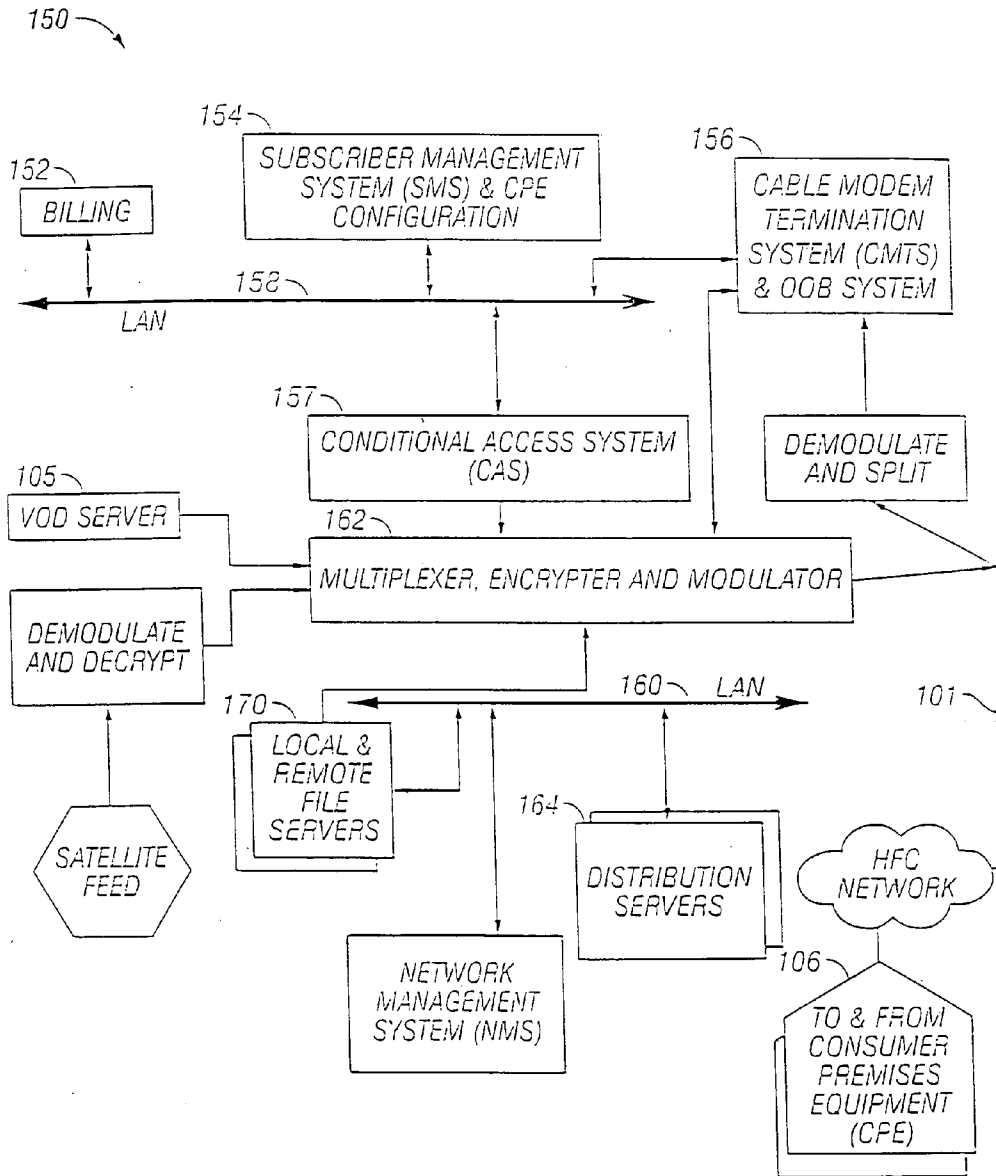 150
154
SUBSCRIBER MANAGEMENT
SYSTEM (SMS) & CPE
CONFIGURATION
156
CABLE MODEM
TERMINATION
SYSTEM (CMTS)
& OOB SYSTEM
152
BILLING
158
LAN
157
CONDITIONAL ACCESS SYSTEM
(CAS)
DEMODULATE
AND SPLIT
105
VOD SERVER
162
MULTIPLEXER, ENCRYPTER AND MODULATOR
DEMODULATE
AND DECRYPT
160
LAN
101
170
LOCAL &
REMOTE
FILE
SERVERS
164
DISTRIBUTION
SERVERS
SATELLITE
FEED
HFC
NETWORK
NETWORK
MANAGEMENT
SYSTEM (NMS)
106
TO & FROM
CONSUMER
PREMISES
EQUIPMENT
(CPE)